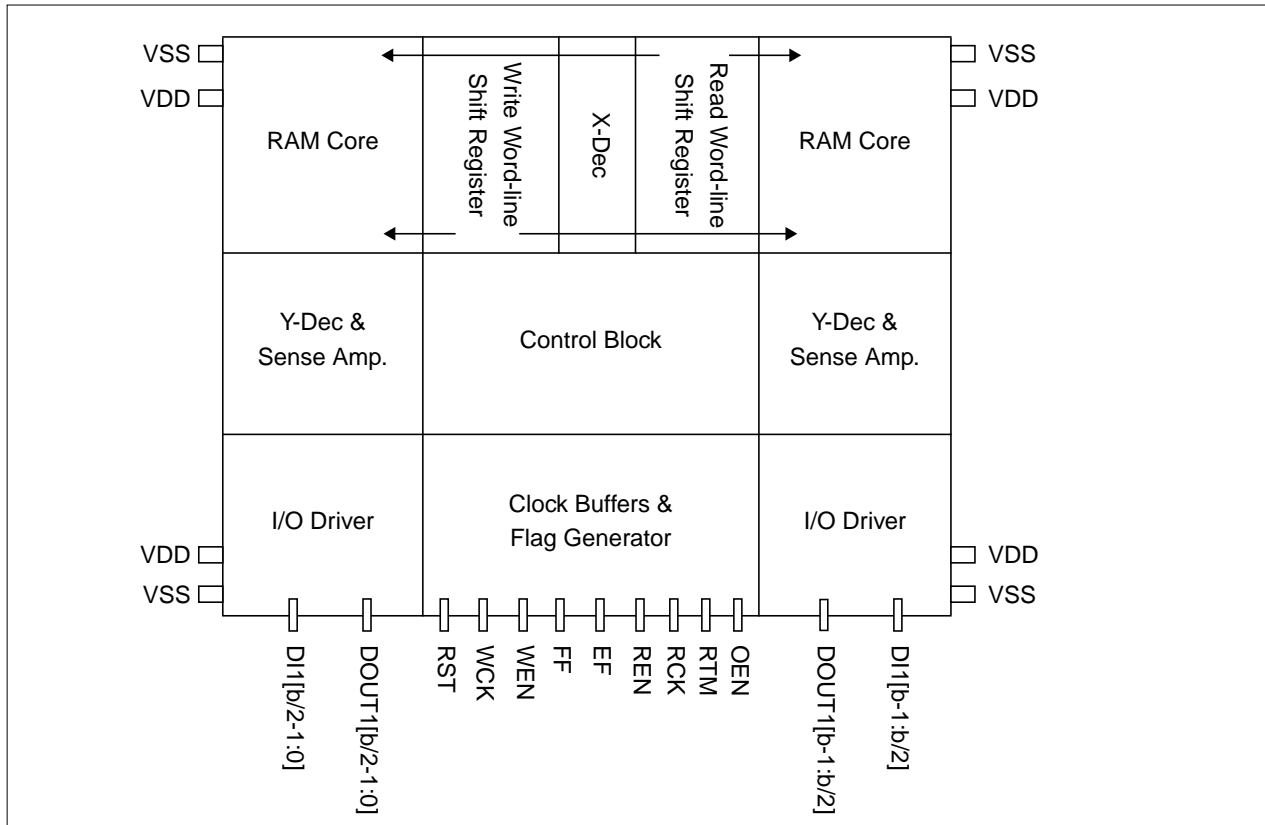 VSS
VDD
RAM Core
Write Word-line
Shift Register
X-Dec
Read Word-line
Shift Register
RAM Core
VSS
VDD
Y-Dec &
Sense Amp.
Control Block
Y-Dec &
Sense Amp.
I/O Driver
Clock Buffers &
Flag Generator
I/O Driver
VDD
VSS
VDD
VSS
DI1[b/2-1:0]
DOUT1[b/2-1:0]
RST
WCK
WEN
FF
EF
REN
RCK
RTM
OEN
DOUT1[b-1:b/2]
DI1[b-1:b/2]